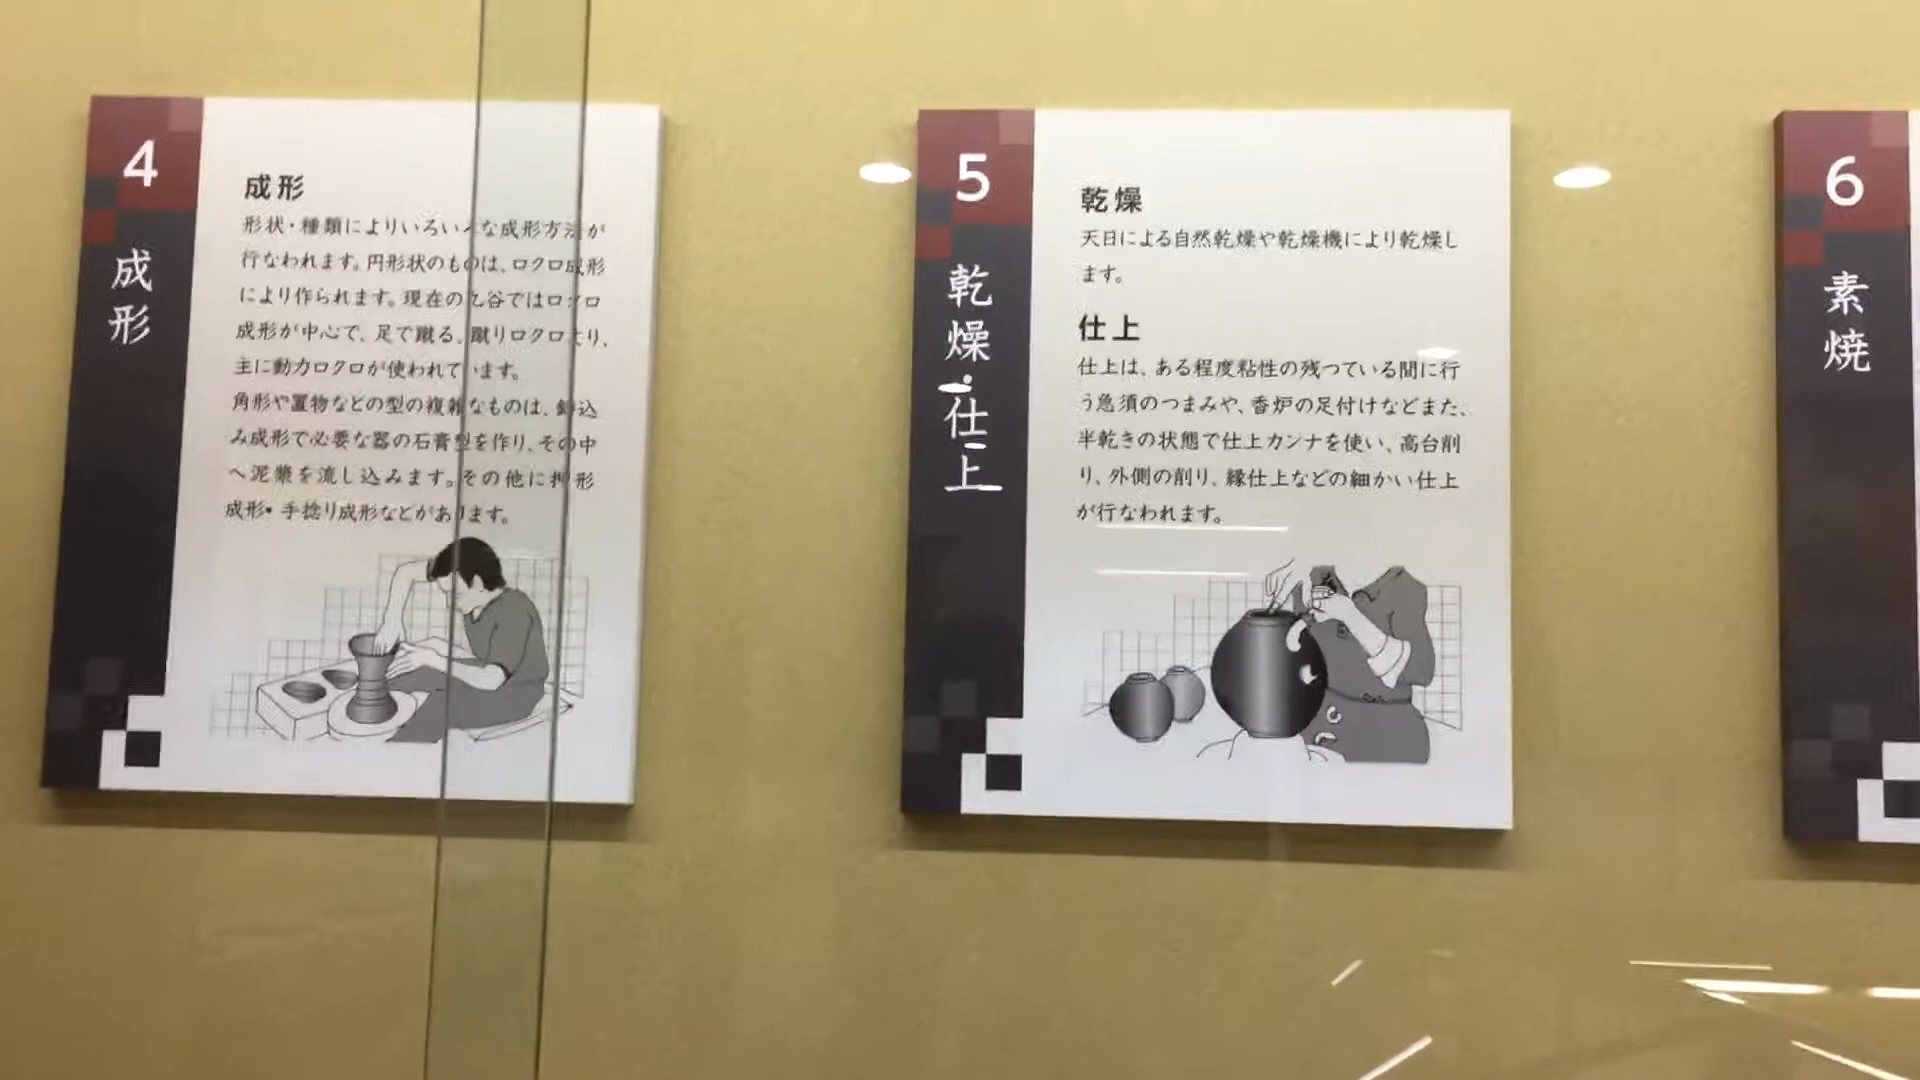 4
成形
成形
形状・種類によりいろいろな成形方法が
行なわれます。円形状のものは、ロクロ成形
により作られます。現在の九谷ではロクロ
成形が中心で、足で蹴る、蹴りロクロより、
主に動力ロクロが使われています。
角形や置物などの型の複雑なものは、鋳込
み成形で必要な器の石膏型を作り、その中
へ泥漿を流し込みます。その他に押形
成形・手捻り成形などがあります。
5
乾燥・仕上
乾燥
天日による自然乾燥や乾燥機により乾燥し
ます。
仕上
仕上は、ある程度粘性の残つている間に行
う急須のつまみや、香炉の足付けなどまた、
半乾きの状態で仕上カンナを使い、高台削
り、外側の削り、縁仕上などの細かい仕上
が行なわれます。
6
素焼